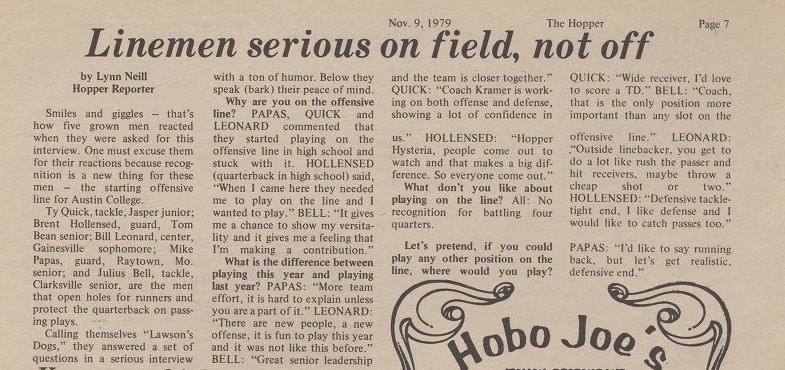 Nov. 9, 1979 The Hopper Page 7
Linemen serious on field, not off
by Lynn Neill
Hopper Reporter
Smiles and giggles -- that's
how five grown men reacted
when they were asked for this
interview. One must excuse them
for their reactions because recog-
nition is a new thing for these
men -- the starting offensive
line for Austin College.
Ty Quick, tackle, Jasper junior;
Brent Hollensed, guard, Tom
Bean senior; Bill Leonard, center,
Gainesville sophomore; Mike
Papas, guard, Raytown, Mo.
senior; and Julius Bell, tackle,
Clarksville senior, are the men
that open holes for runners and
protect the quarterback on pass-
ing plays.
Calling themselves "Lawson's
Dogs," they answered a set of
questions in a serious interview
with a ton of humor. Below they
speak (bark) their peace of mind.
Why are you on the offensive
line? PAPAS, QUICK and
LEONARD commented that
they started playing on the
offensive line in high school and
stuck with it. HOLLENSED
(quarterback in high school) said,
"When I came here they needed
me to play on the line and I
wanted to play." BELL: "It gives
me a chance to show my versita-
lity and it gives me a feeling that
I'm making a contribution."
What is the difference between
playing this year and playing
last year? PAPAS: "More team
effort, it is hard to explain unless
you are a part of it." LEONARD:
"There are new people, a new
offense, it is fun to play this year
and it was not like this before."
BELL: "Great senior leadership
and the team is closer together."
QUICK: "Coach Kramer is work-
ing on both offense and defense,
showing a lot of confidence in
us." HOLLENSED: "Hopper
Hysteria, people come out to
watch and that makes a big dif-
ference. So everyone come out."
What don't you like about
playing on the line? All: No
recognition for battling four
quarters.
Let's pretend, if you could
play any other position on the
line, where would you play?
QUICK: "Wide receiver, I'd love
to score a TD." BELL: "Coach,
that is the only position more
important than any slot on the
offensive line." LEONARD:
"Outside linebacker, you get to
do a lot like rush the passer and
hit receivers, maybe throw a
cheap shot or two."
HOLLENSED: "Defensive tackle-
tight end, I like defense and I
would like to catch passes too."
PAPAS: "I'd like to say running
back, but let's get realistic,
defensive end."
Hobo Joe's